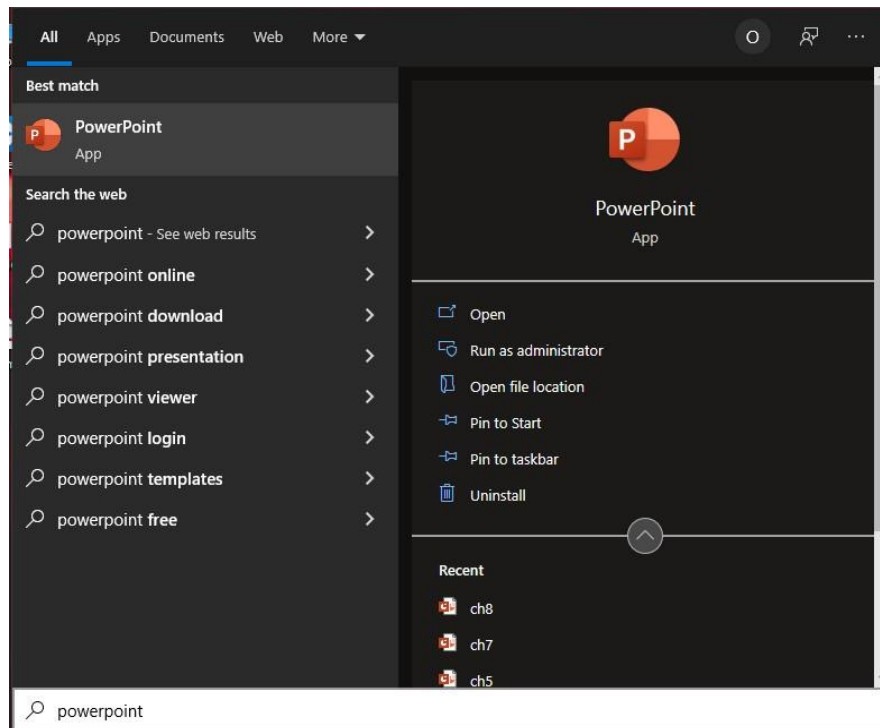 All Apps Documents Web More
O
Best match
PowerPoint
App
Search the web
powerpoint - See web results
powerpoint online
powerpoint download
powerpoint presentation
powerpoint viewer
powerpoint login
powerpoint templates
powerpoint free
P
PowerPoint
App
Open
Run as administrator
Open file location
Pin to Start
Pin to taskbar
Uninstall
Recent
ch8
ch7
ch5
powerpoint